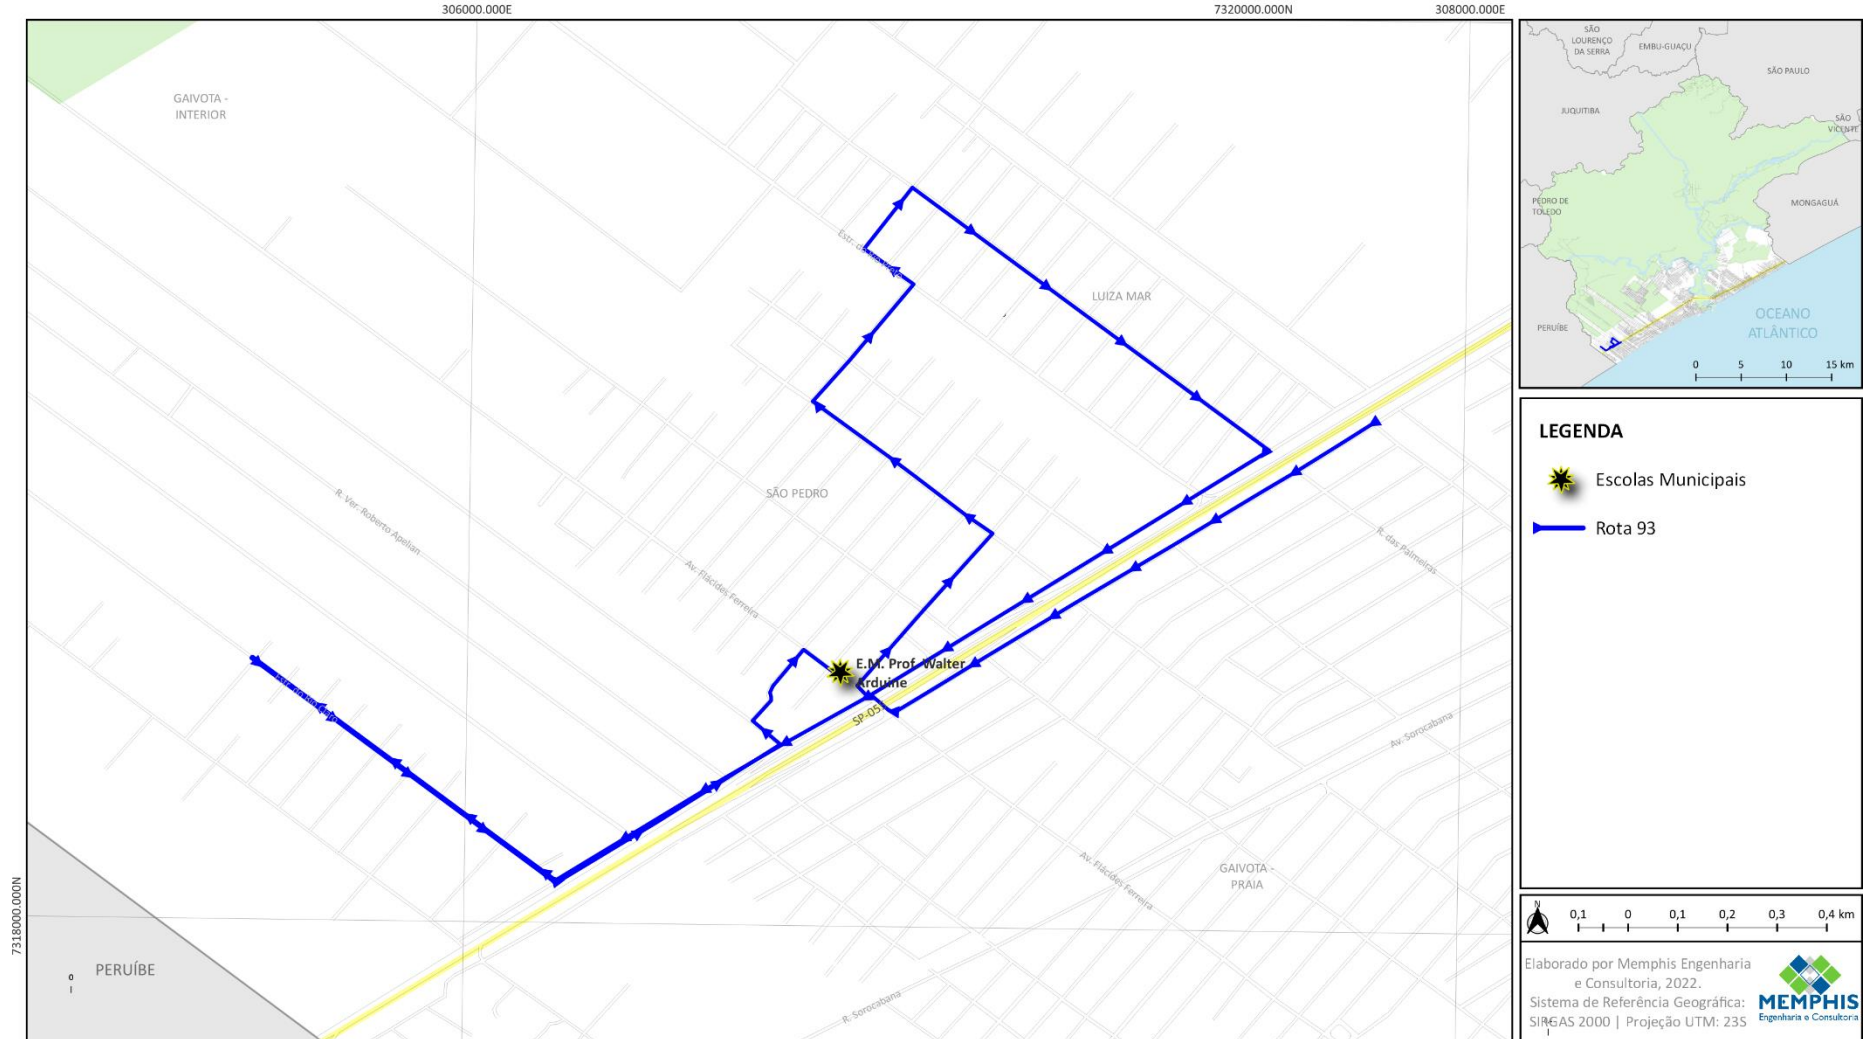 306000.000E
7320000.000N
308000.000E
GAIVOTA -
INTERIOR
LUIZA MAR
SÃO PEDRO
R. Ver. Roberto Apelian
Av. Flácides Ferreira
R. das Palmeiras
E.M. Prof. Walter
Arduine
SP-05
Av. Sorocabana
Av. Flácides Ferreira
GAIVOTA -
PRAIA
R. Sorocabana
7318000.000N
PERUÍBE
0
SÃO
LOURENÇO
DA SERRA
EMBU-GUAÇU
SÃO PAULO
JUQUITIBA
SÃO
VICENTE
PEDRO DE
TOLEDO
MONGAGUÁ
PERUÍBE
OCEANO
ATLÂNTICO
0 5 10 15 km
LEGENDA
Escolas Municipais
Rota 93
N
0,1 0 0,1 0,2 0,3 0,4 km
Elaborado por Memphis Engenharia
e Consultoria, 2022.
Sistema de Referência Geográfica:
SIRGAS 2000 | Projeção UTM: 23S
MEMPHIS
Engenharia e Consultoria